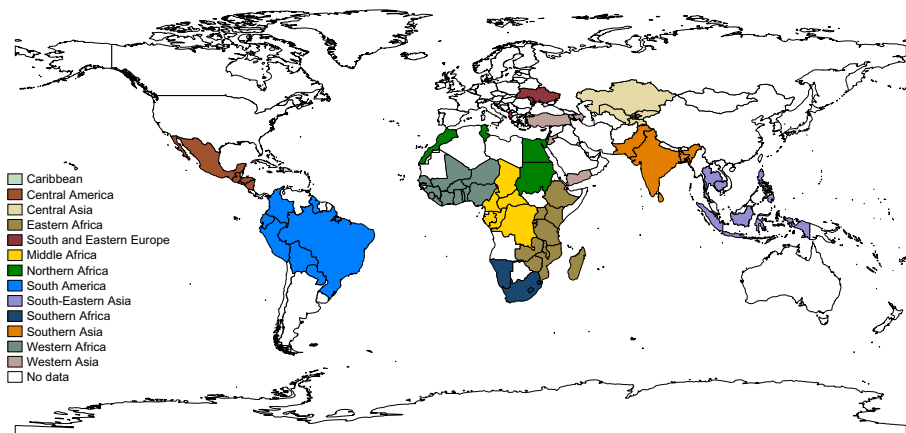 Caribbean
Central America
Central Asia
Eastern Africa
South and Eastern Europe
Middle Africa
Northern Africa
South America
South-Eastern Asia
Southern Africa
Southern Asia
Western Africa
Western Asia
No data